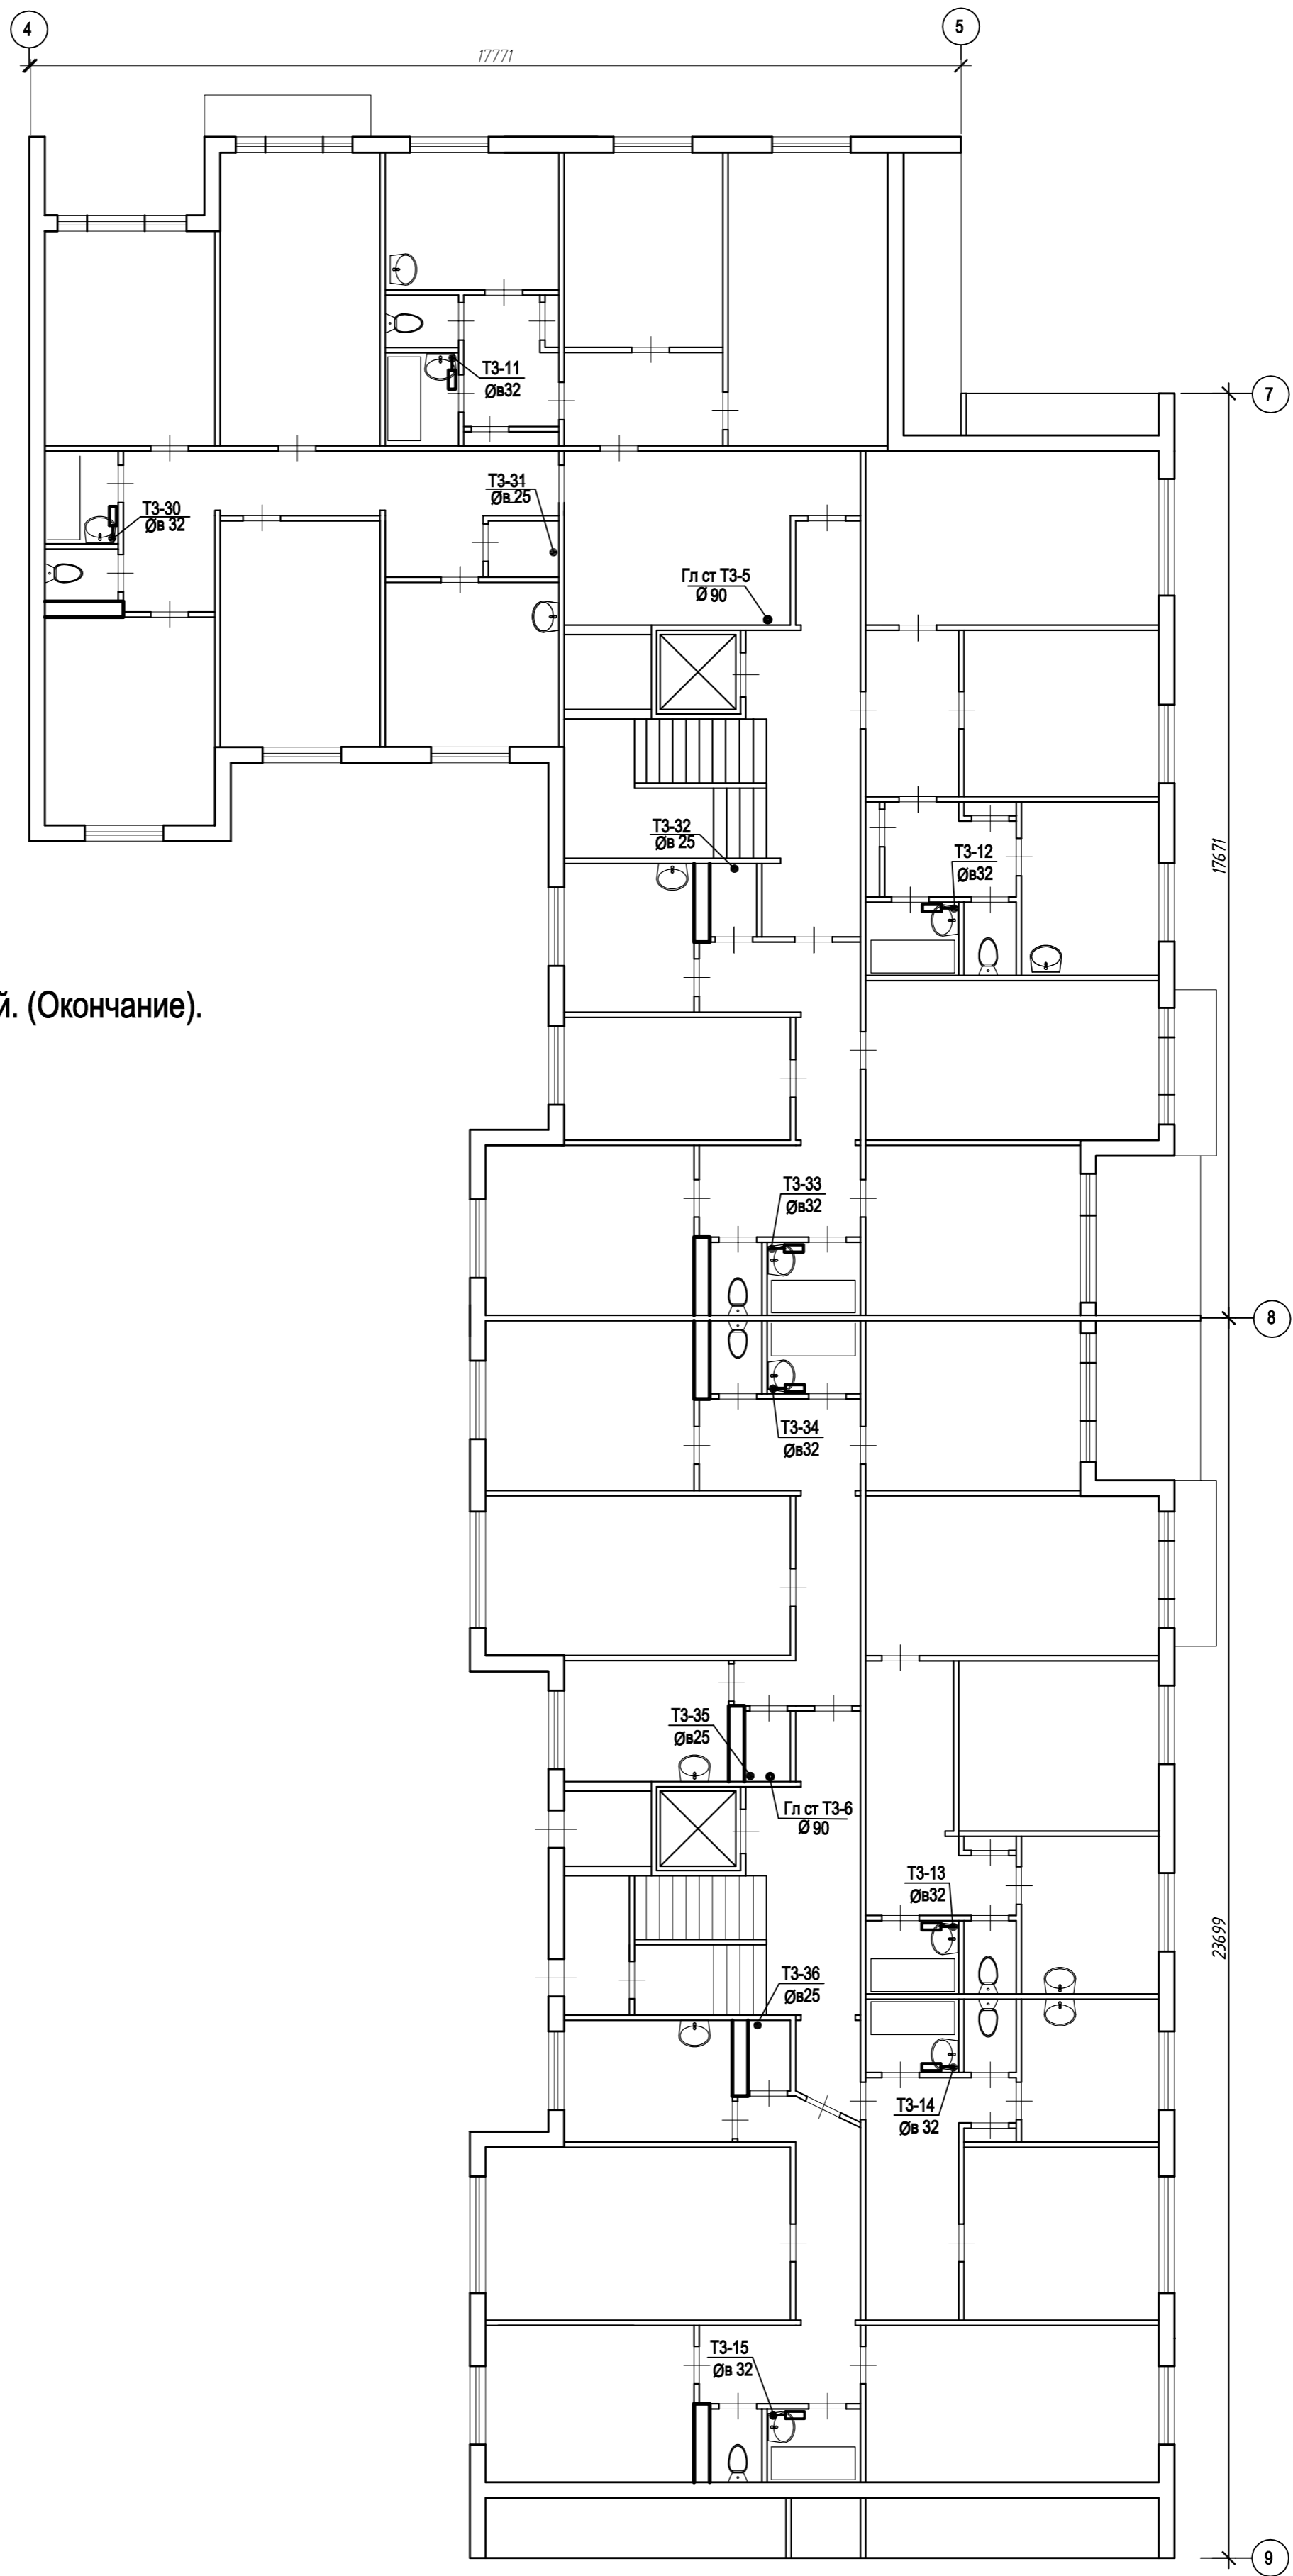 4
5
17771
7
Т3-11
Øв32
Т3-31
Øв 25
Т3-30
Øв 32
Гл ст Т3-5
Ø 90
Т3-32
Øв 25
Т3-12
Øв32
17671
й. (Окончание).
Т3-33
Øв32
8
Т3-34
Øв32
Т3-35
Øв25
Гл ст Т3-6
Ø 90
Т3-13
Øв32
23699
Т3-36
Øв25
Т3-14
Øв 32
Т3-15
Øв 32
9